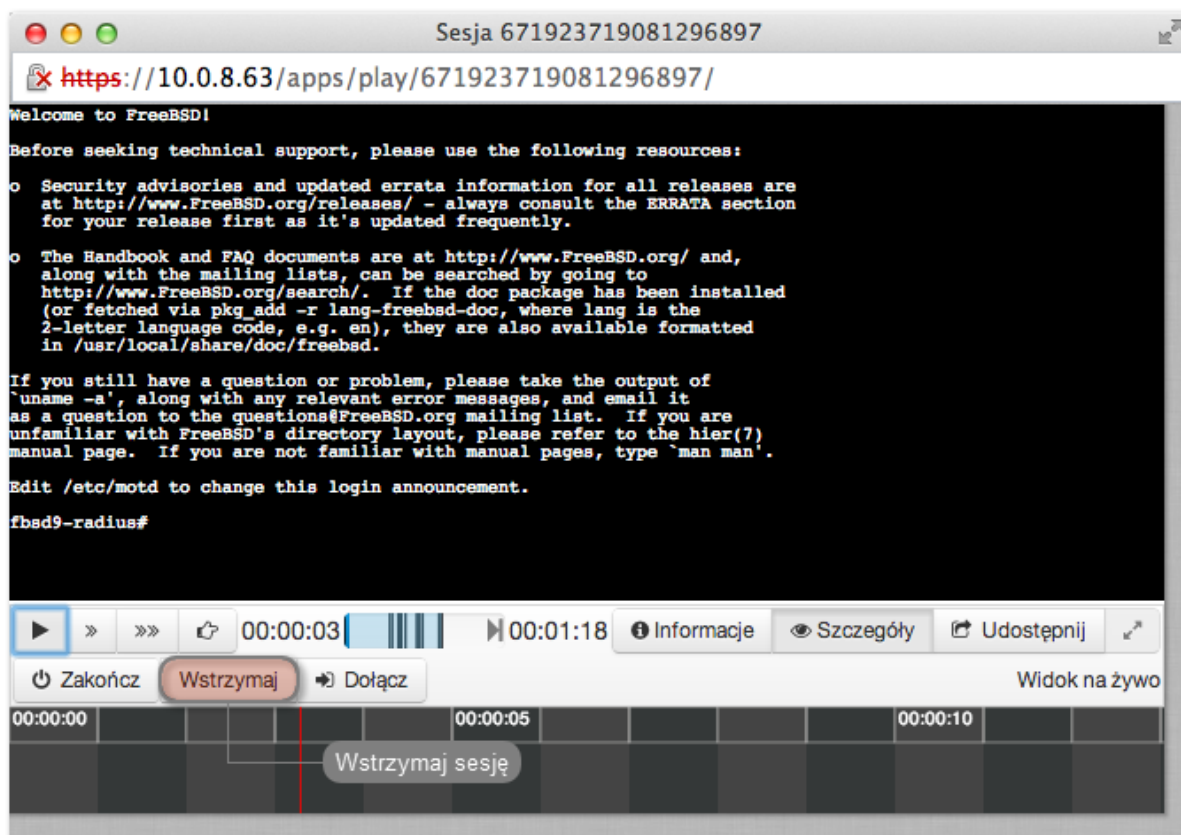 Sesja 671923719081296897
https://10.0.8.63/apps/play/671923719081296897/
Welcome to FreeBSD!
Before seeking technical support, please use the following resources:
o  Security advisories and updated errata information for all releases are
at http://www.FreeBSD.org/releases/ - always consult the ERRATA section
for your release first as it's updated frequently.
o  The Handbook and FAQ documents are at http://www.FreeBSD.org/ and,
along with the mailing lists, can be searched by going to
http://www.FreeBSD.org/search/.  If the doc package has been installed
(or fetched via pkg_add -r lang-freebsd-doc, where lang is the
2-letter language code, e.g. en), they are also available formatted
in /usr/local/share/doc/freebsd.
If you still have a question or problem, please take the output of
`uname -a', along with any relevant error messages, and email it
as a question to the questions@FreeBSD.org mailing list.  If you are
unfamiliar with FreeBSD's directory layout, please refer to the hier(7)
manual page.  If you are not familiar with manual pages, type `man man'.
Edit /etc/motd to change this login announcement.
fbsd9-radius#
00:00:03 00:01:18 Informacje Szczegóły Udostępnij
Zakończ Wstrzymaj Dołącz Widok na żywo
00:00:00 00:00:05 00:00:10
Wstrzymaj sesję